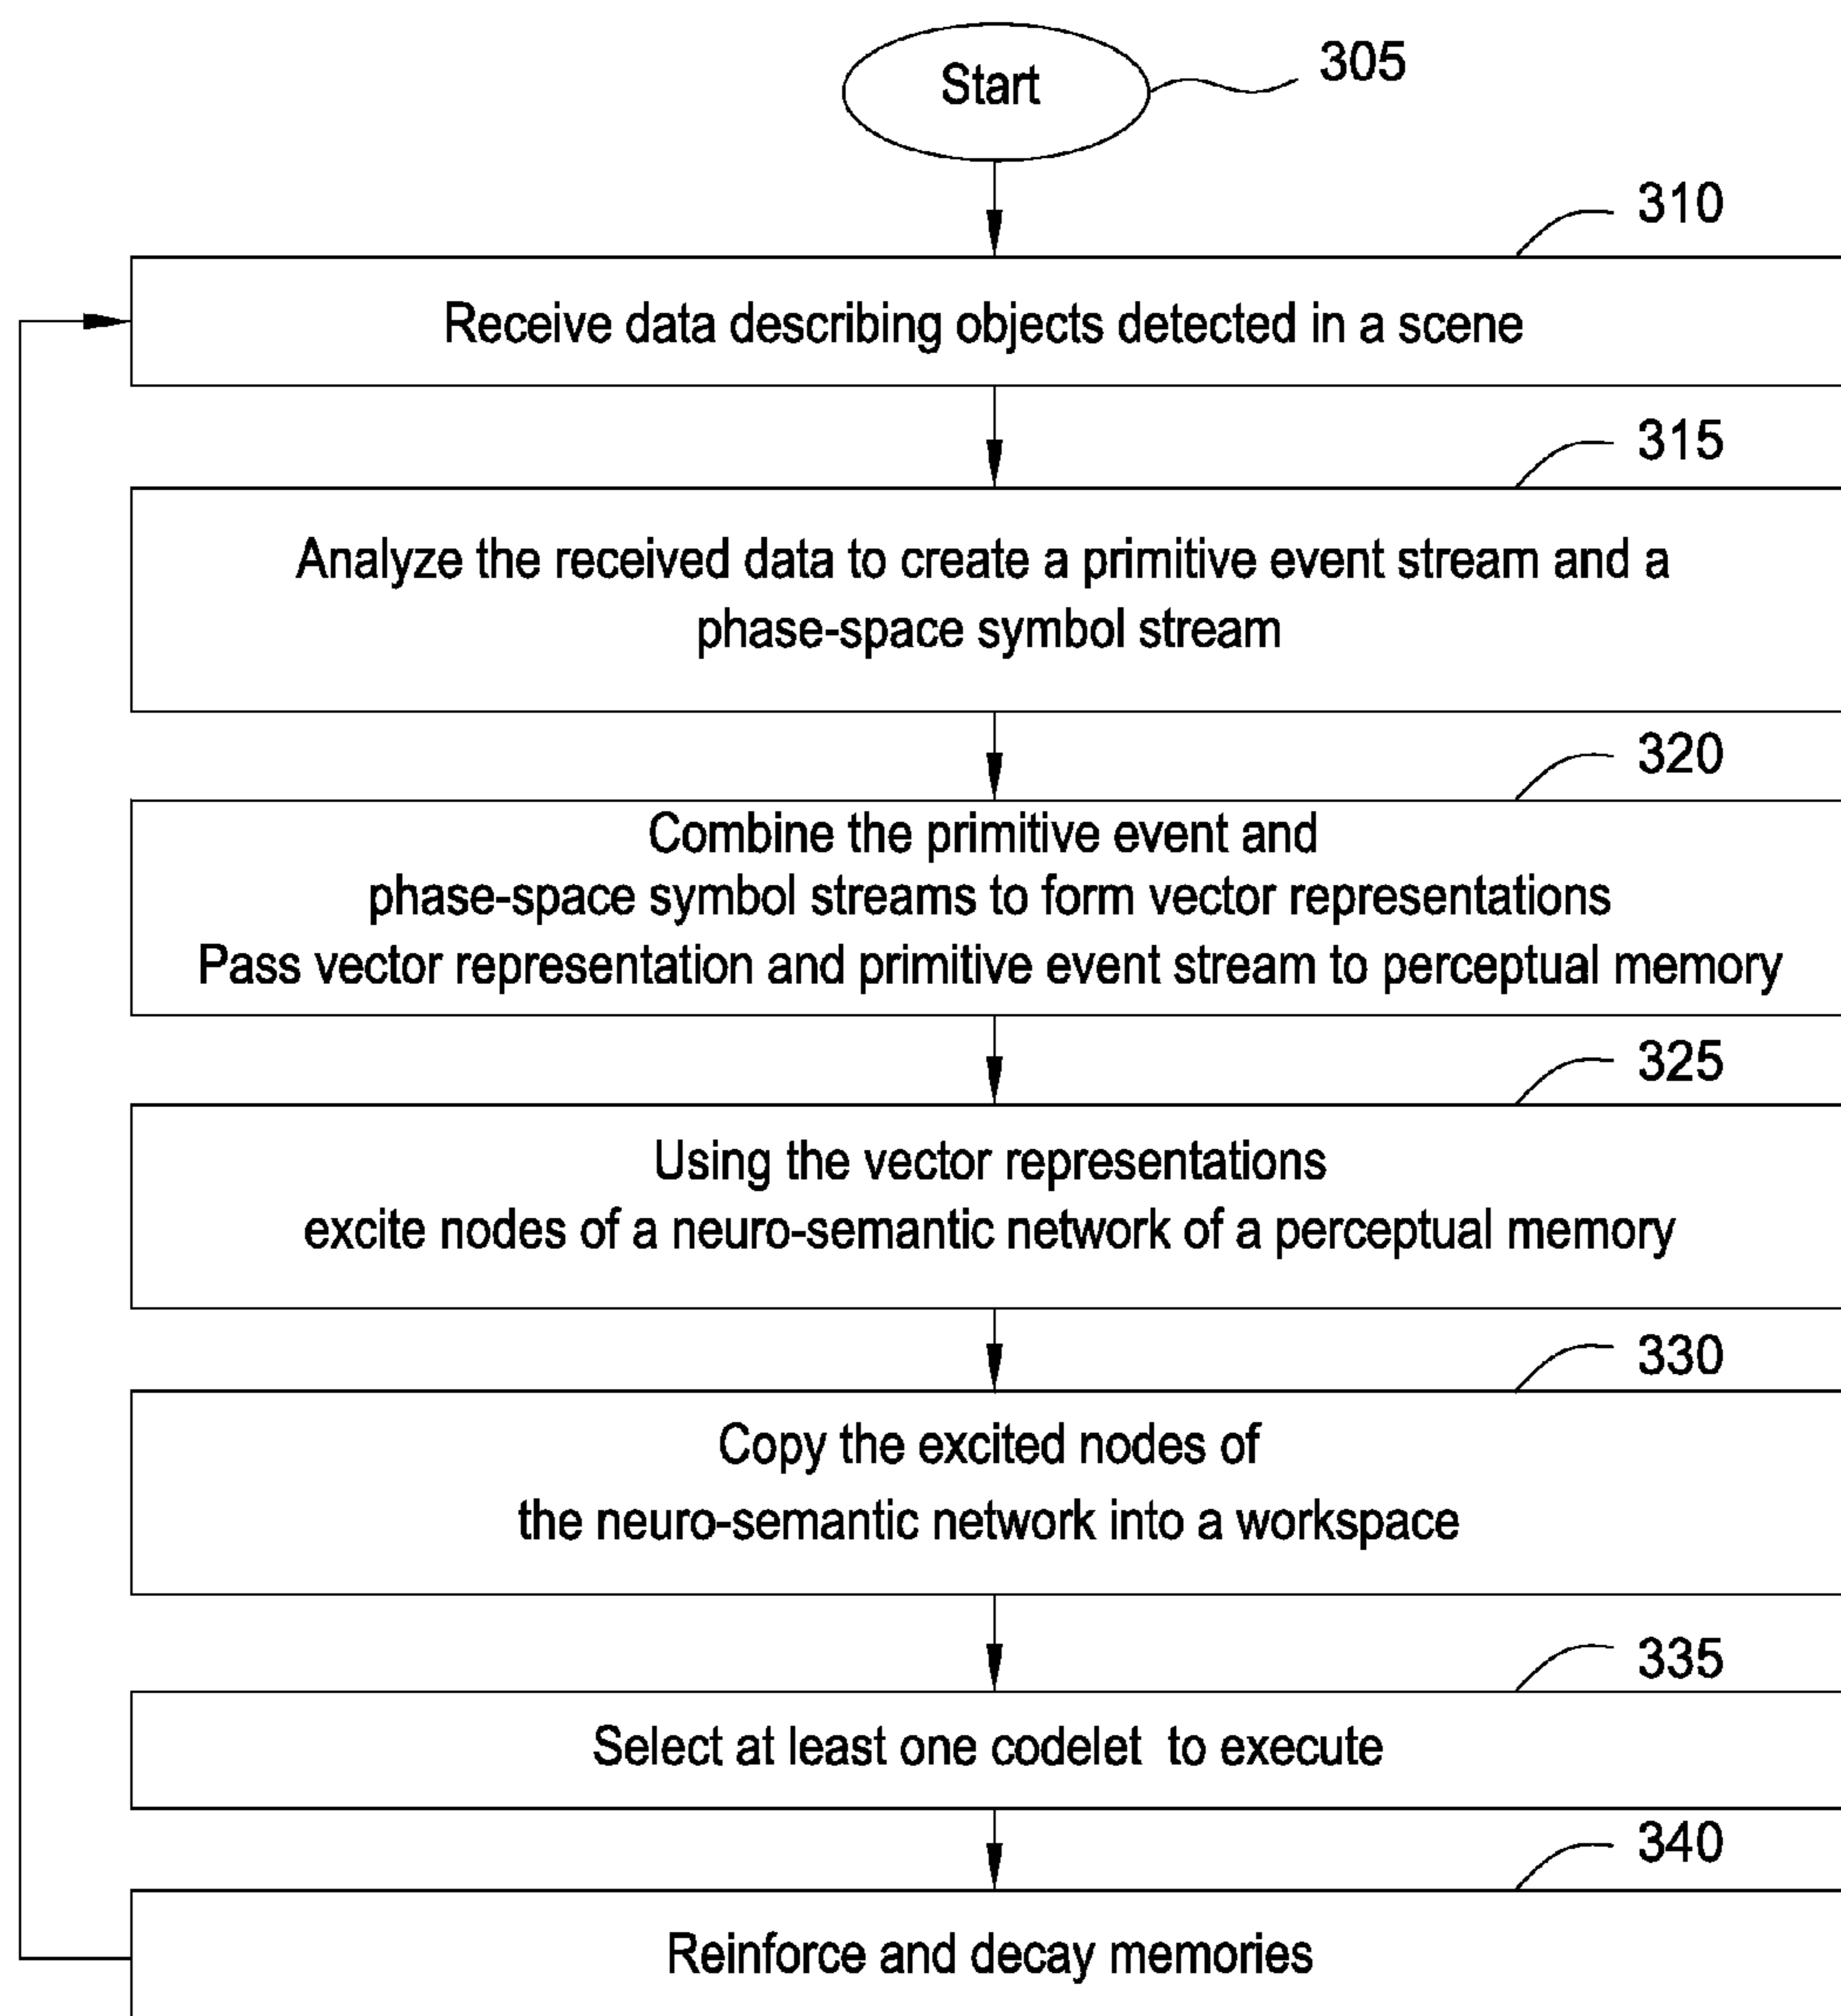 Start
305
310
Receive data describing objects detected in a scene
315
Analyze the received data to create a primitive event stream and a
phase-space symbol stream
320
Combine the primitive event and
phase-space symbol streams to form vector representations
Pass vector representation and primitive event stream to perceptual memory
325
Using the vector representations
excite nodes of a neuro-semantic network of a perceptual memory
330
Copy the excited nodes of
the neuro-semantic network into a workspace
335
Select at least one codelet to execute
340
Reinforce and decay memories